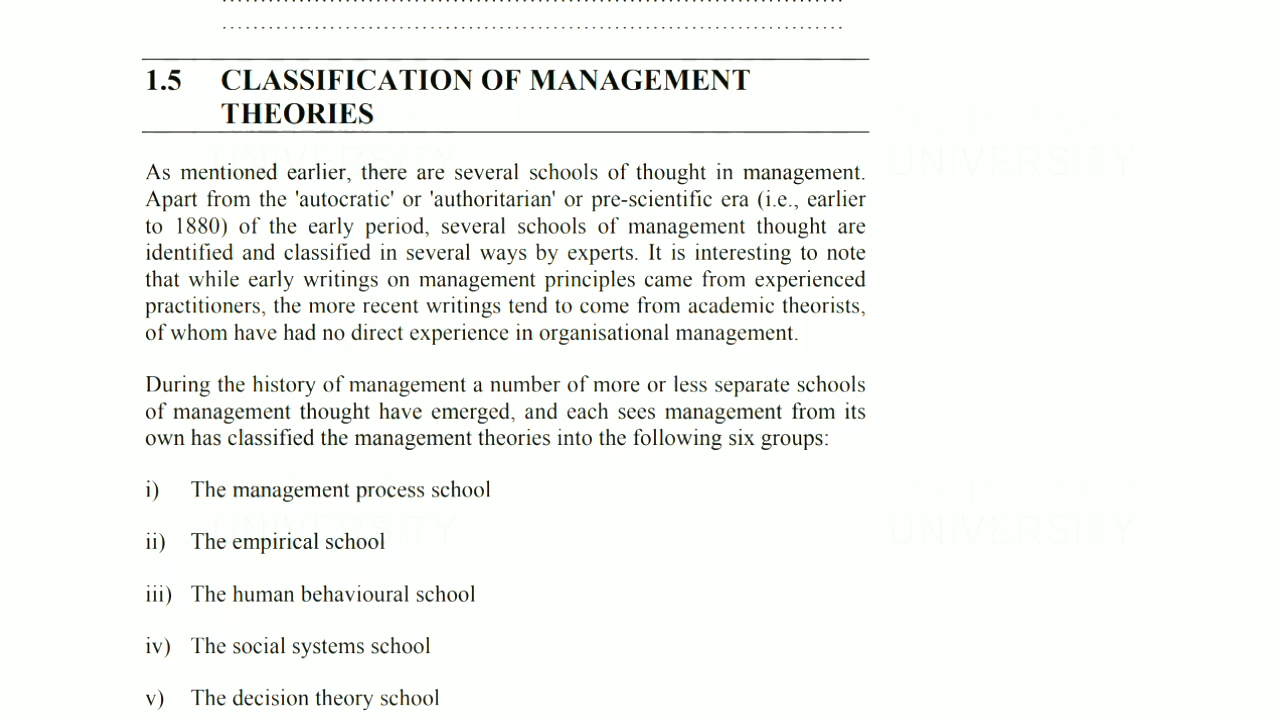 1.5 CLASSIFICATION OF MANAGEMENT
THEORIES
UNIVERSITY
UNIVERSITY
As mentioned earlier, there are several schools of thought in management.
Apart from the 'autocratic' or 'authoritarian' or pre-scientific era (i.e., earlier
to 1880) of the early period, several schools of management thought are
identified and classified in several ways by experts. It is interesting to note
that while early writings on management principles came from experienced
practitioners, the more recent writings tend to come from academic theorists,
of whom have had no direct experience in organisational management.
During the history of management a number of more or less separate schools
of management thought have emerged, and each sees management from its
own has classified the management theories into the following six groups:
i) The management process school
UNIVERSITY
UNIVERSITY
ii) The empirical school
iii) The human behavioural school
iv) The social systems school
v) The decision theory school